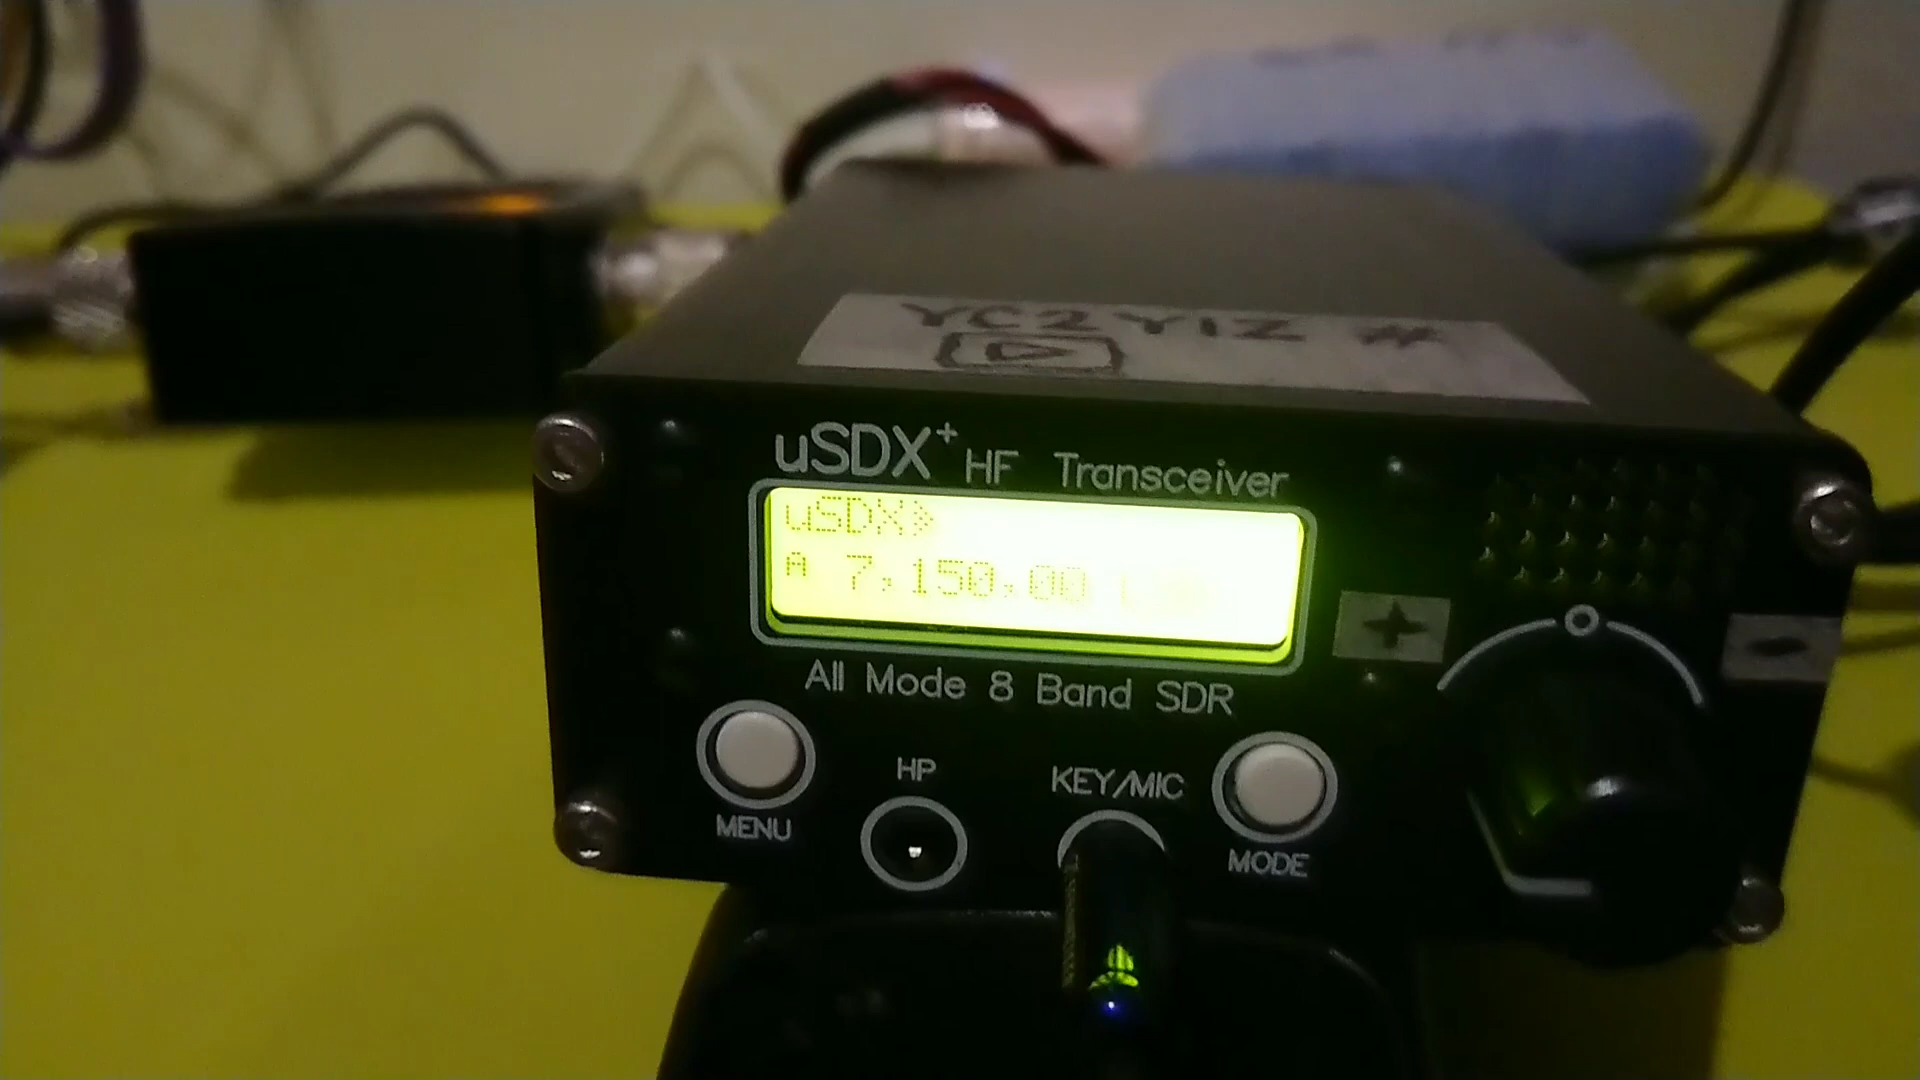 YC2YIZ #
uSDX+ HF Transceiver
uSDX»
A 7,150,00
+
-
All Mode 8 Band SDR
HP
KEY/MIC
MENU
MODE